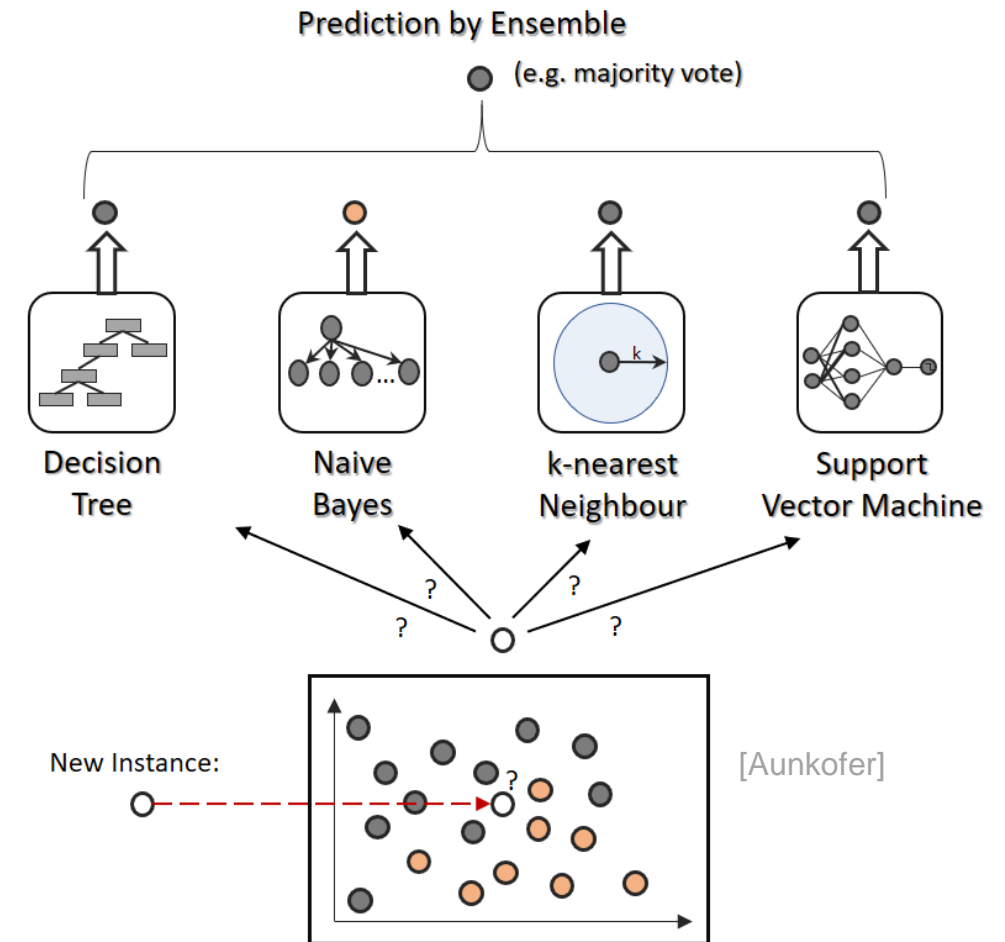 Prediction by Ensemble
(e.g. majority vote)
k
...
Decision
Tree
Naive
Bayes
k-nearest
Neighbour
Support
Vector Machine
?
?
?
?
New Instance:
?
[Aunkofer]